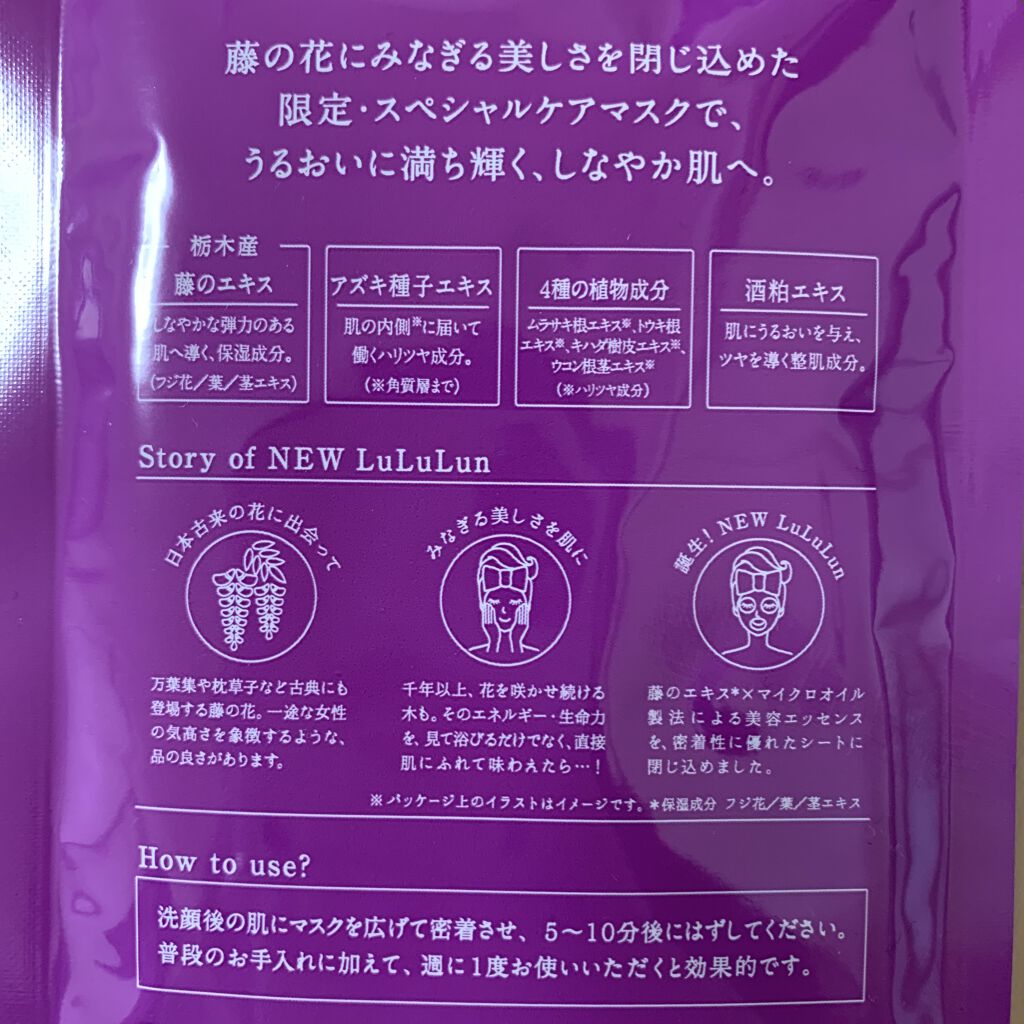 藤の花にみなぎる美しさを閉じ込めた
限定・スペシャルケアマスクで、
うるおいに満ち輝く、しなやか肌へ。
栃木産
藤のエキス
しなやかな弾力のある
肌へ導く、保湿成分。
(フジ花／葉／茎エキス)
アズキ種子エキス
肌の内側※に届いて
働くハリツヤ成分。
(※角質層まで)
4種の植物成分
ムラサキ根エキス※、トウキ根
エキス※、キハダ樹皮エキス※、
ウコン根茎エキス※
(※ハリツヤ成分)
酒粕エキス
肌にうるおいを与え、
ツヤを導く整肌成分。
Story of NEW LuLuLun
日本古来の花に出会って
万葉集や枕草子など古典にも
登場する藤の花。一途な女性
の気高さを象徴するような、
品の良さがあります。
みなぎる美しさを肌に
千年以上、花を咲かせ続ける
木も。そのエネルギー・生命力
を、見て浴びるだけでなく、直接
肌にふれて味わえたら…！
誕生！NEW LuLuLun
藤のエキス*×マイクロオイル
製法による美容エッセンス
を、密着性に優れたシートに
閉じ込めました。
※パッケージ上のイラストはイメージです。*保湿成分 フジ花／葉／茎エキス
How to use?
洗顔後の肌にマスクを広げて密着させ、5〜10分後にはずしてください。
普段のお手入れに加えて、週に1度お使いいただくと効果的です。